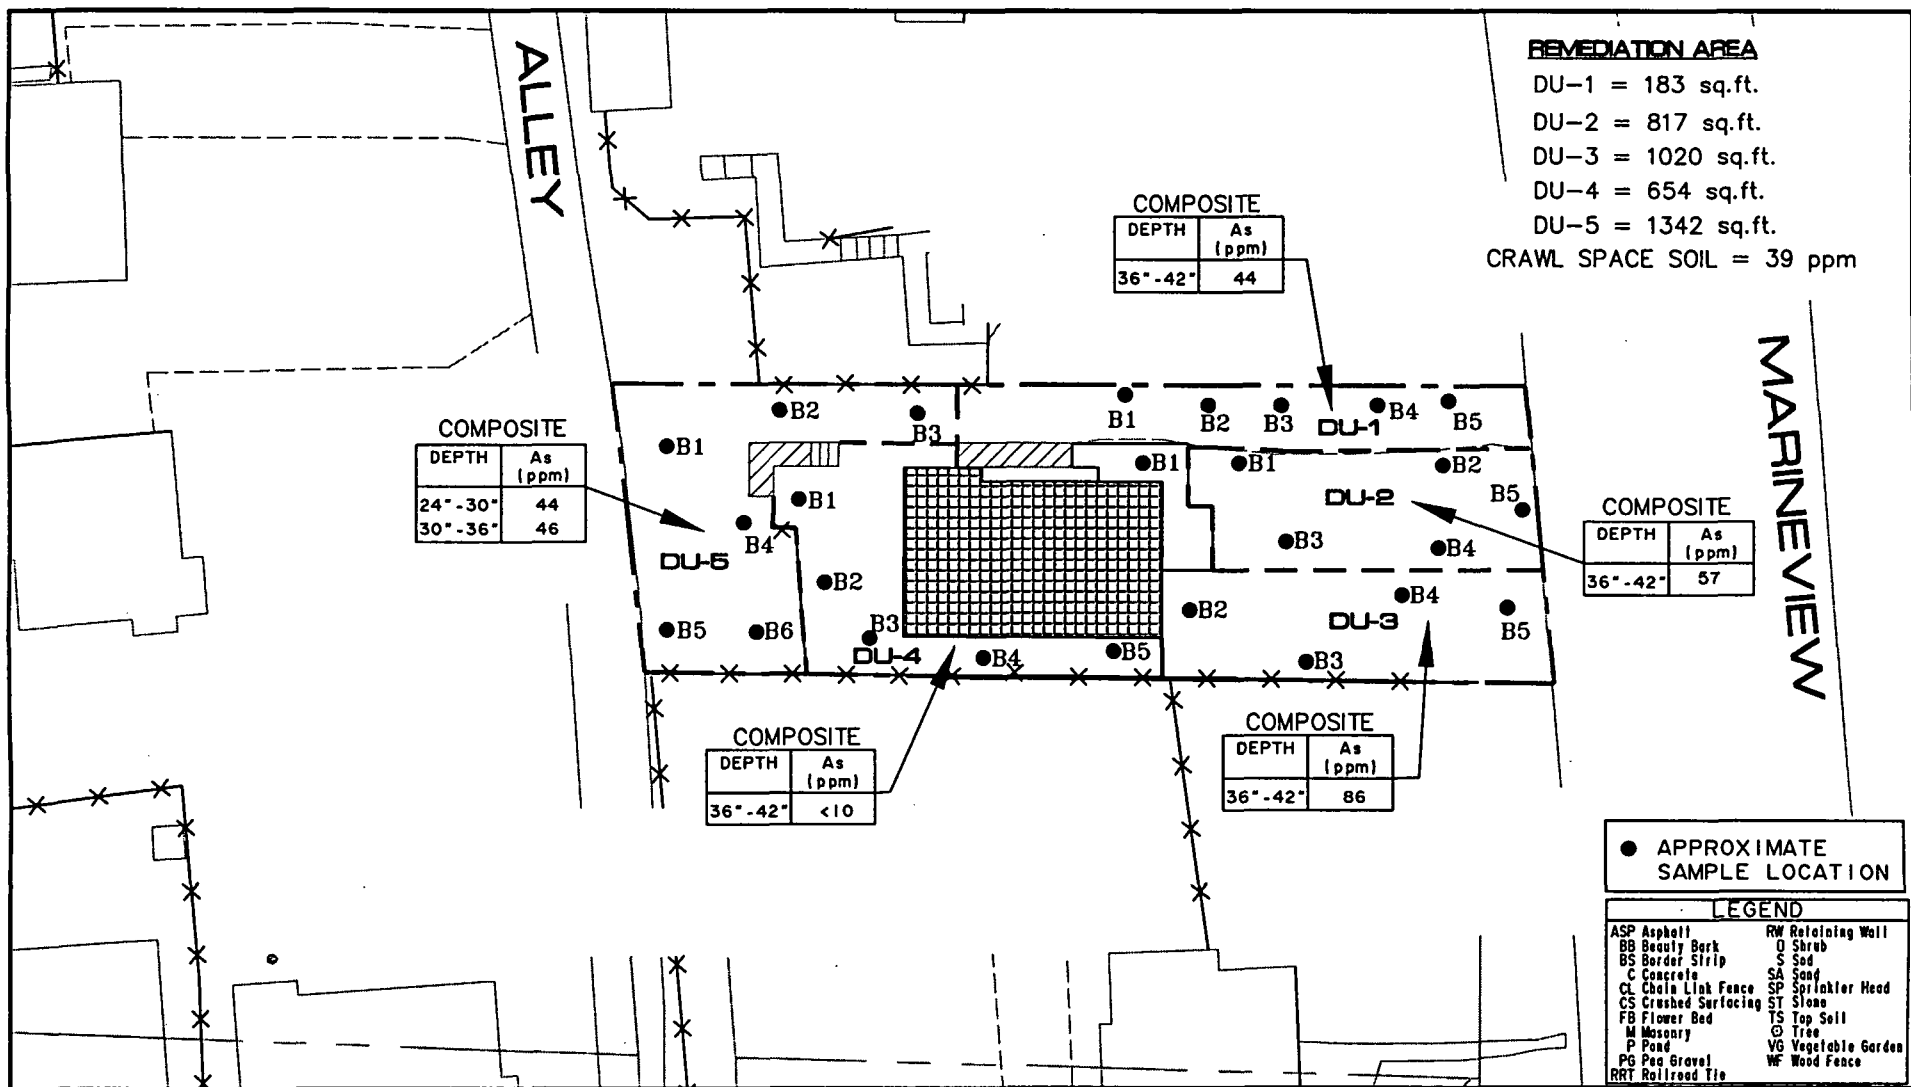 REMEDIATION AREA
DU-1 = 183 sq.ft.
DU-2 = 817 sq.ft.
DU-3 = 1020 sq.ft.
DU-4 = 654 sq.ft.
DU-5 = 1342 sq.ft.
CRAWL SPACE SOIL = 39 ppm
ALLEY
MARINEVIEW
COMPOSITE
DEPTH As (ppm)
36"-42" 44
COMPOSITE
DEPTH As (ppm)
24"-30" 44
30"-36" 46
COMPOSITE
DEPTH As (ppm)
36"-42" 57
COMPOSITE
DEPTH As (ppm)
36"-42" <10
COMPOSITE
DEPTH As (ppm)
36"-42" 86
B1 B2 B3 B4 B5
DU-1
B1 B2 B3 B4 B5
DU-2
B1 B2 B3 B4 B5
DU-3
B1 B2 B3 B4 B5
DU-4
B1 B2 B3 B4 B5 B6
DU-5
APPROXIMATE
SAMPLE LOCATION
LEGEND
ASP Asphalt RW Retaining Wall
BB Beauty Bark O Shrub
BS Border Strip S Sod
C Concrete SA Sand
CL Chain Link Fence SP Sprinkler Head
CS Crushed Surfacing ST Stone
FB Flower Bed TS Top Soil
M Masonry Tree
P Pond VG Vegetable Garden
PG Pea Gravel WF Wood Fence
RRT Railroad Tie